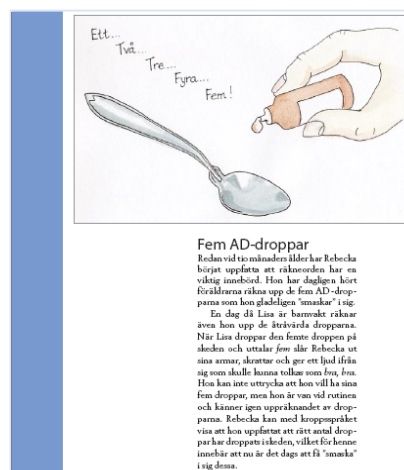 Ett...
Två...
Tre....
Fyra....
Fem!
Fem AD-droppar
Redan vid tio månaders ålder har Rebecka
börjat uppfatta att räkneorden har en
viktig innebörd. Hon har dagligen hört
föräldrarna räkna upp de fem AD-drop-
parna som hon gladeligen "smaskar" i sig.
En dag då Lisa är barnvakt räknar
även hon upp de åtråvärda dropparna.
När Lisa droppar den femte droppen på
skeden och uttalar fem slår Rebecka ut
sina armar, skrattar och ger ett ljud ifrån
sig som skulle kunna tolkas som bra, bra.
Hon kan inte uttrycka att hon vill ha sina
fem droppar, men hon är van vid rutinen
och känner igen uppräknandet av drop-
parna. Rebecka kan med kroppsspråket
visa att hon uppfattat att rätt antal drop-
par har droppats i skeden, vilket för henne
innebär att nu är det dags att få "smaska"
i sig dessa.